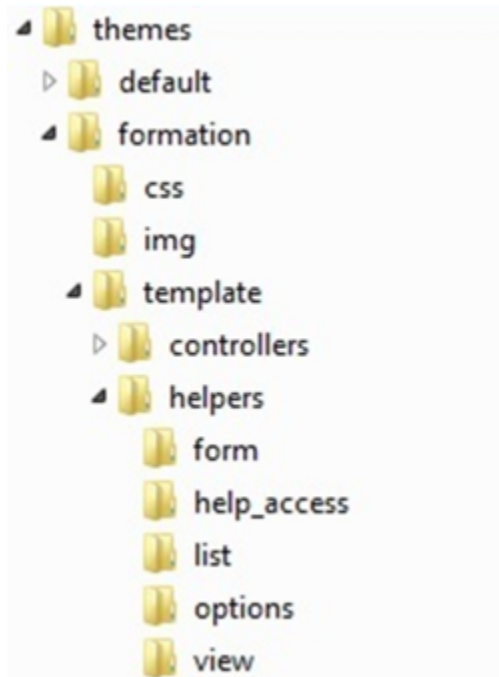 themes
default
formation
css
img
template
controllers
helpers
form
help_access
list
options
view